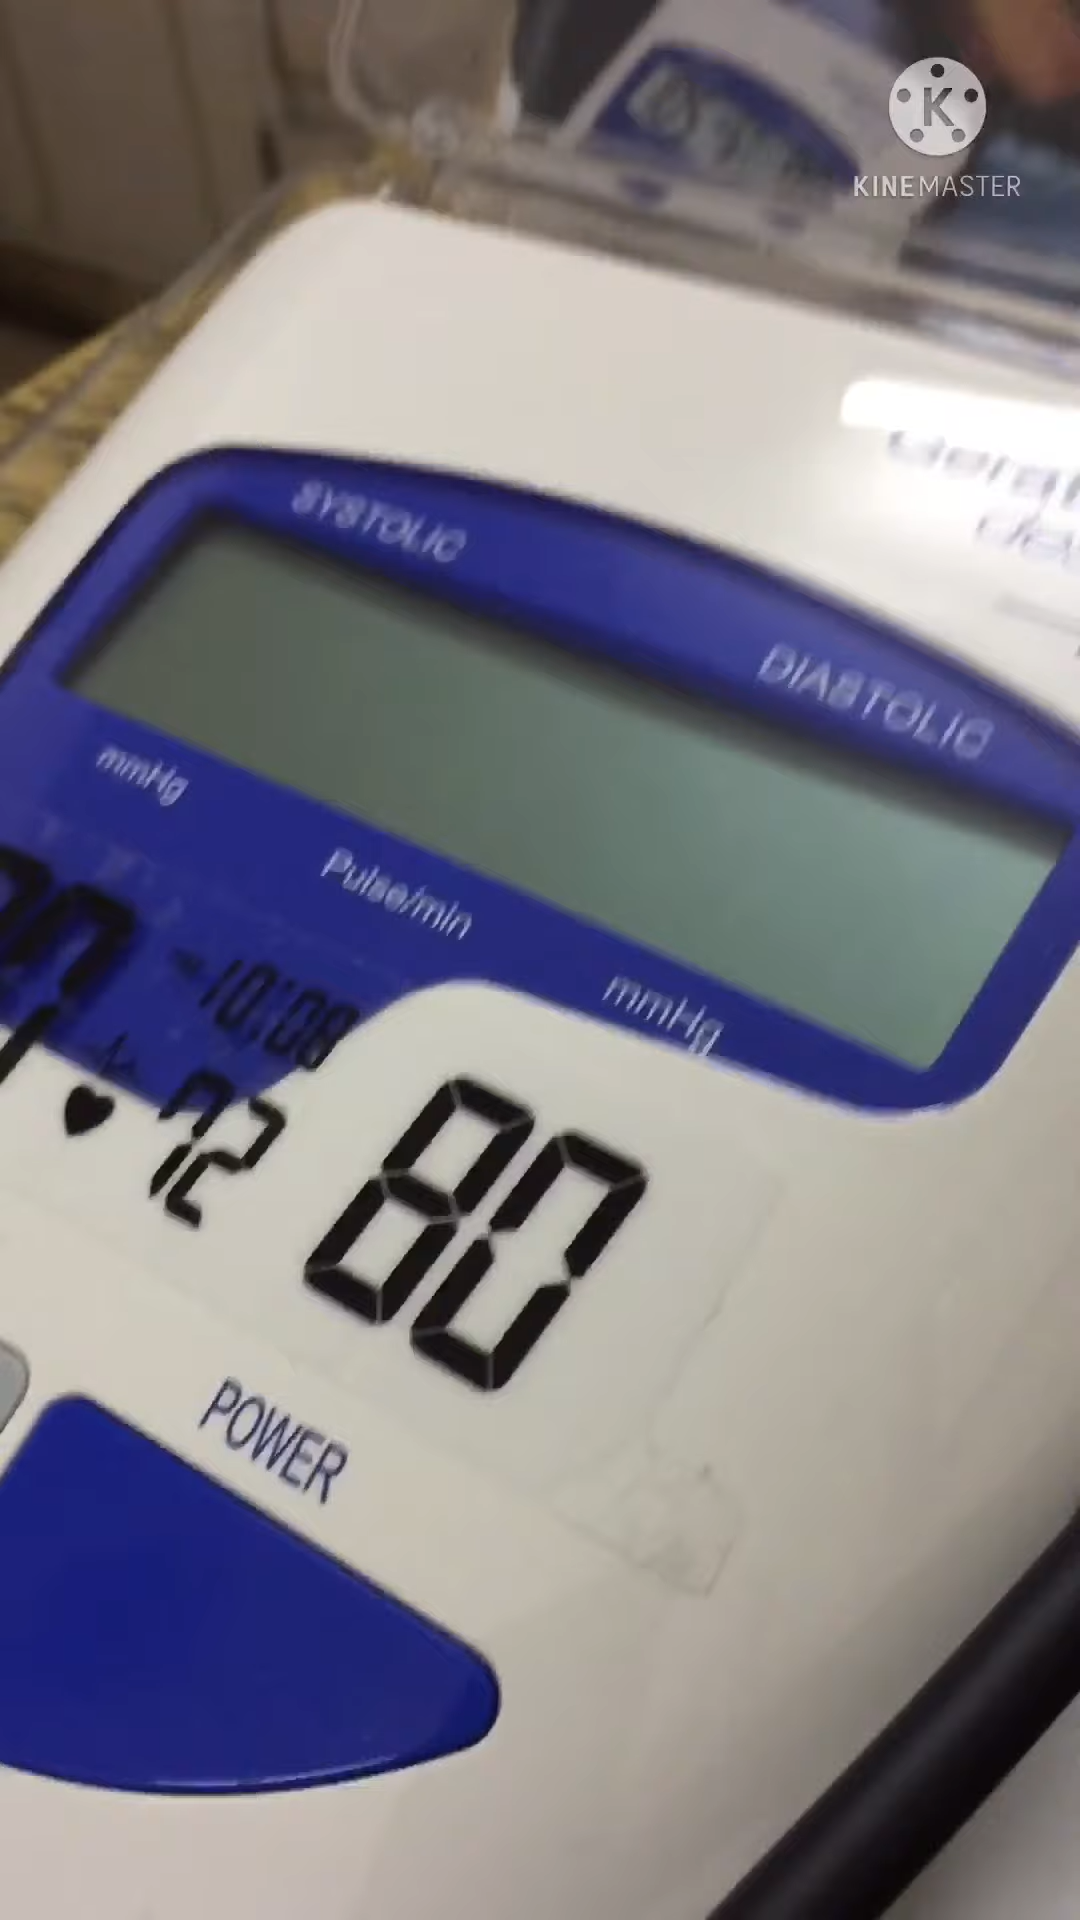 KINEMASTER
SYSTOLIC
DIASTOLIC
mmHg
Pulse/min
mmHg
10:08
72
80
POWER